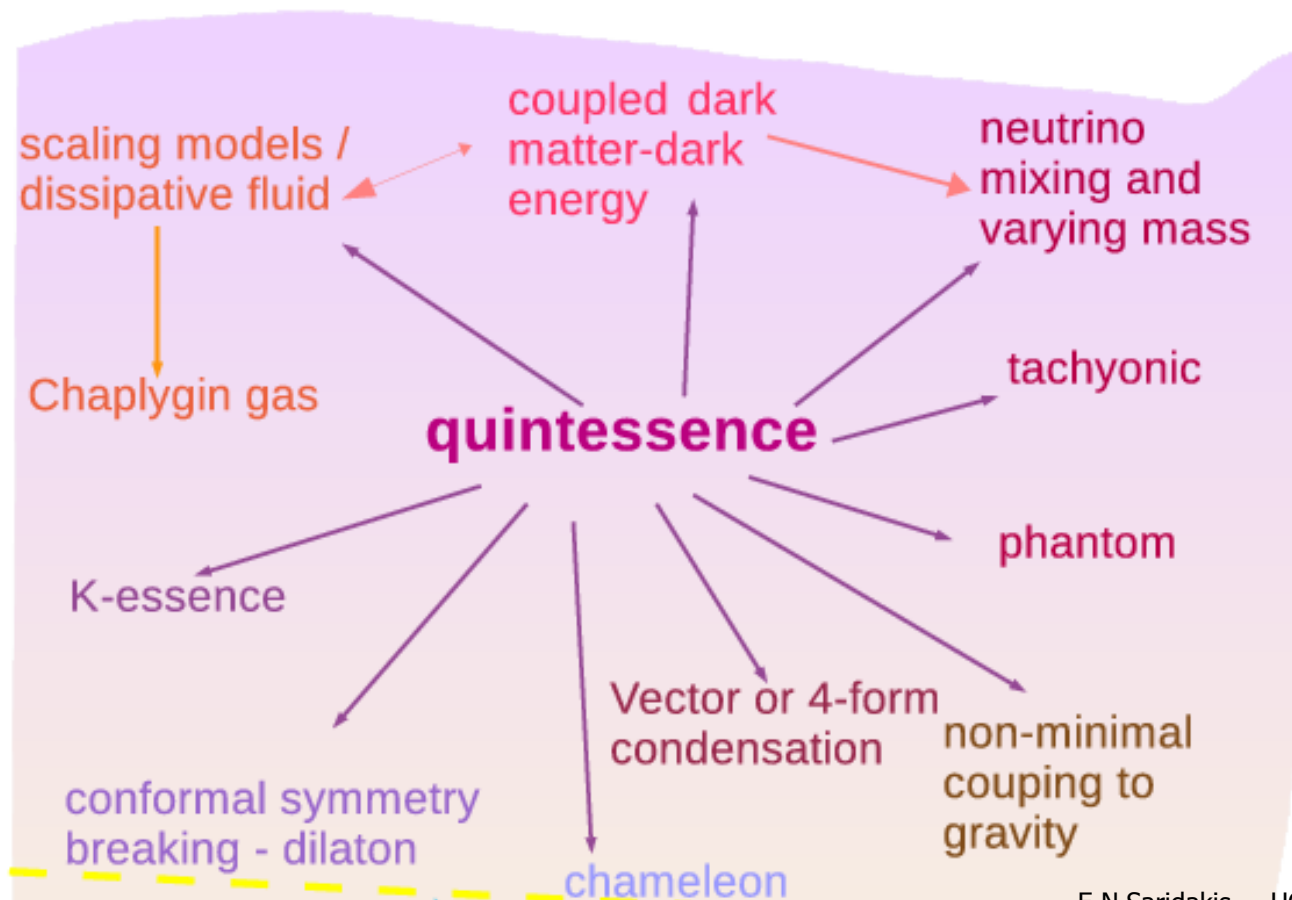 scaling models /
dissipative fluid
coupled dark
matter-dark
energy
neutrino
mixing and
varying mass
Chaplygin gas
tachyonic
quintessence
phantom
K-essence
Vector or 4-form
condensation
non-minimal
couping to
gravity
conformal symmetry
breaking - dilaton
chameleon
E.N.Saridakis